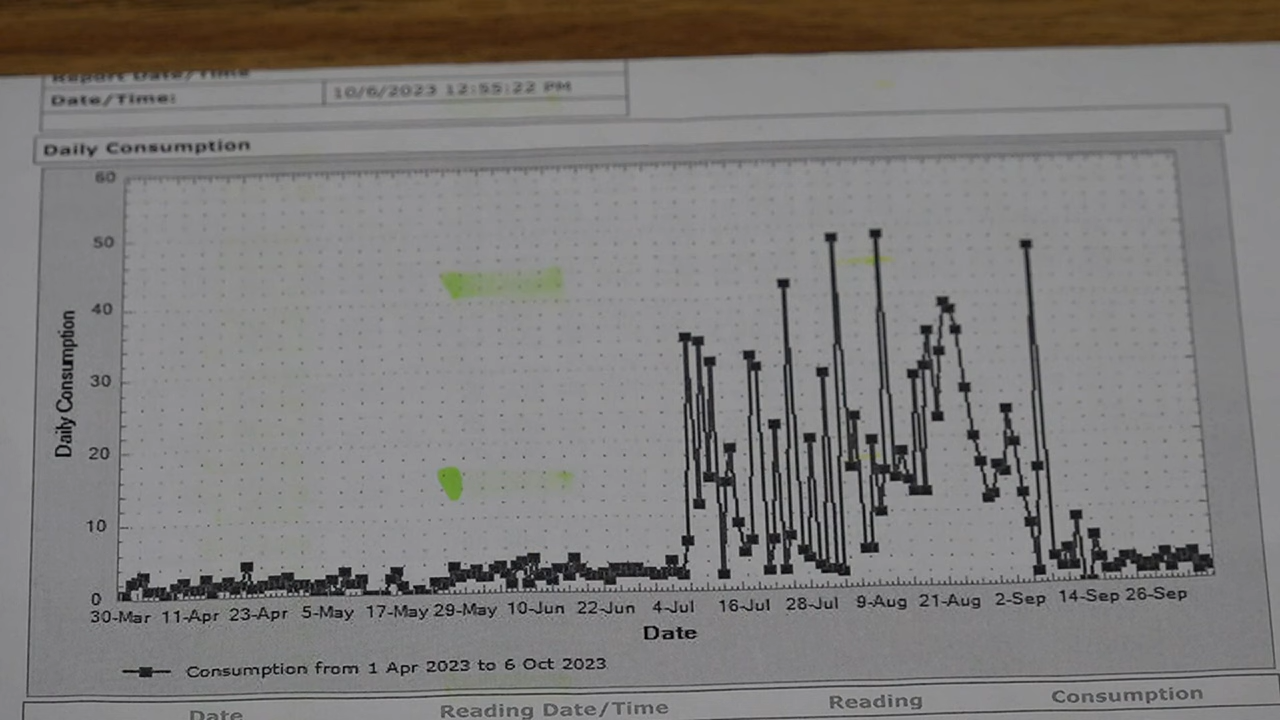 Report Date/Time
Date/Time: 10/6/2023 12:55:22 PM
Daily Consumption
60
50
40
30
20
10
0
Daily Consumption
30-Mar 11-Apr 23-Apr 5-May 17-May 29-May 10-Jun 22-Jun 4-Jul 16-Jul 28-Jul 9-Aug 21-Aug 2-Sep 14-Sep 26-Sep
Date
Consumption from 1 Apr 2023 to 6 Oct 2023
Date Reading Date/Time Reading Consumption